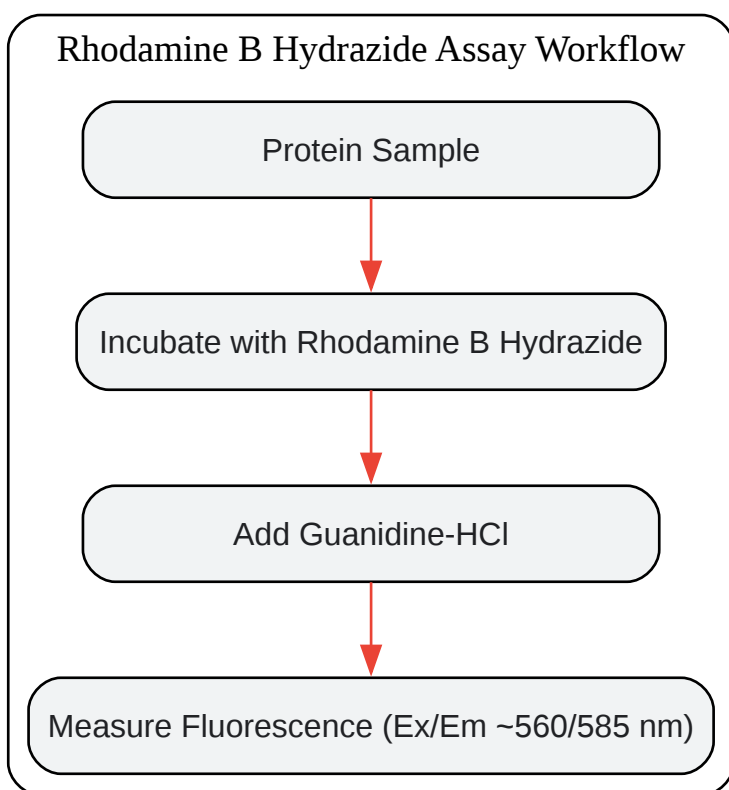 Rhodamine B Hydrazide Assay Workflow
Protein Sample
Incubate with Rhodamine B Hydrazide
Add Guanidine-HCl
Measure Fluorescence (Ex/Em ~560/585 nm)